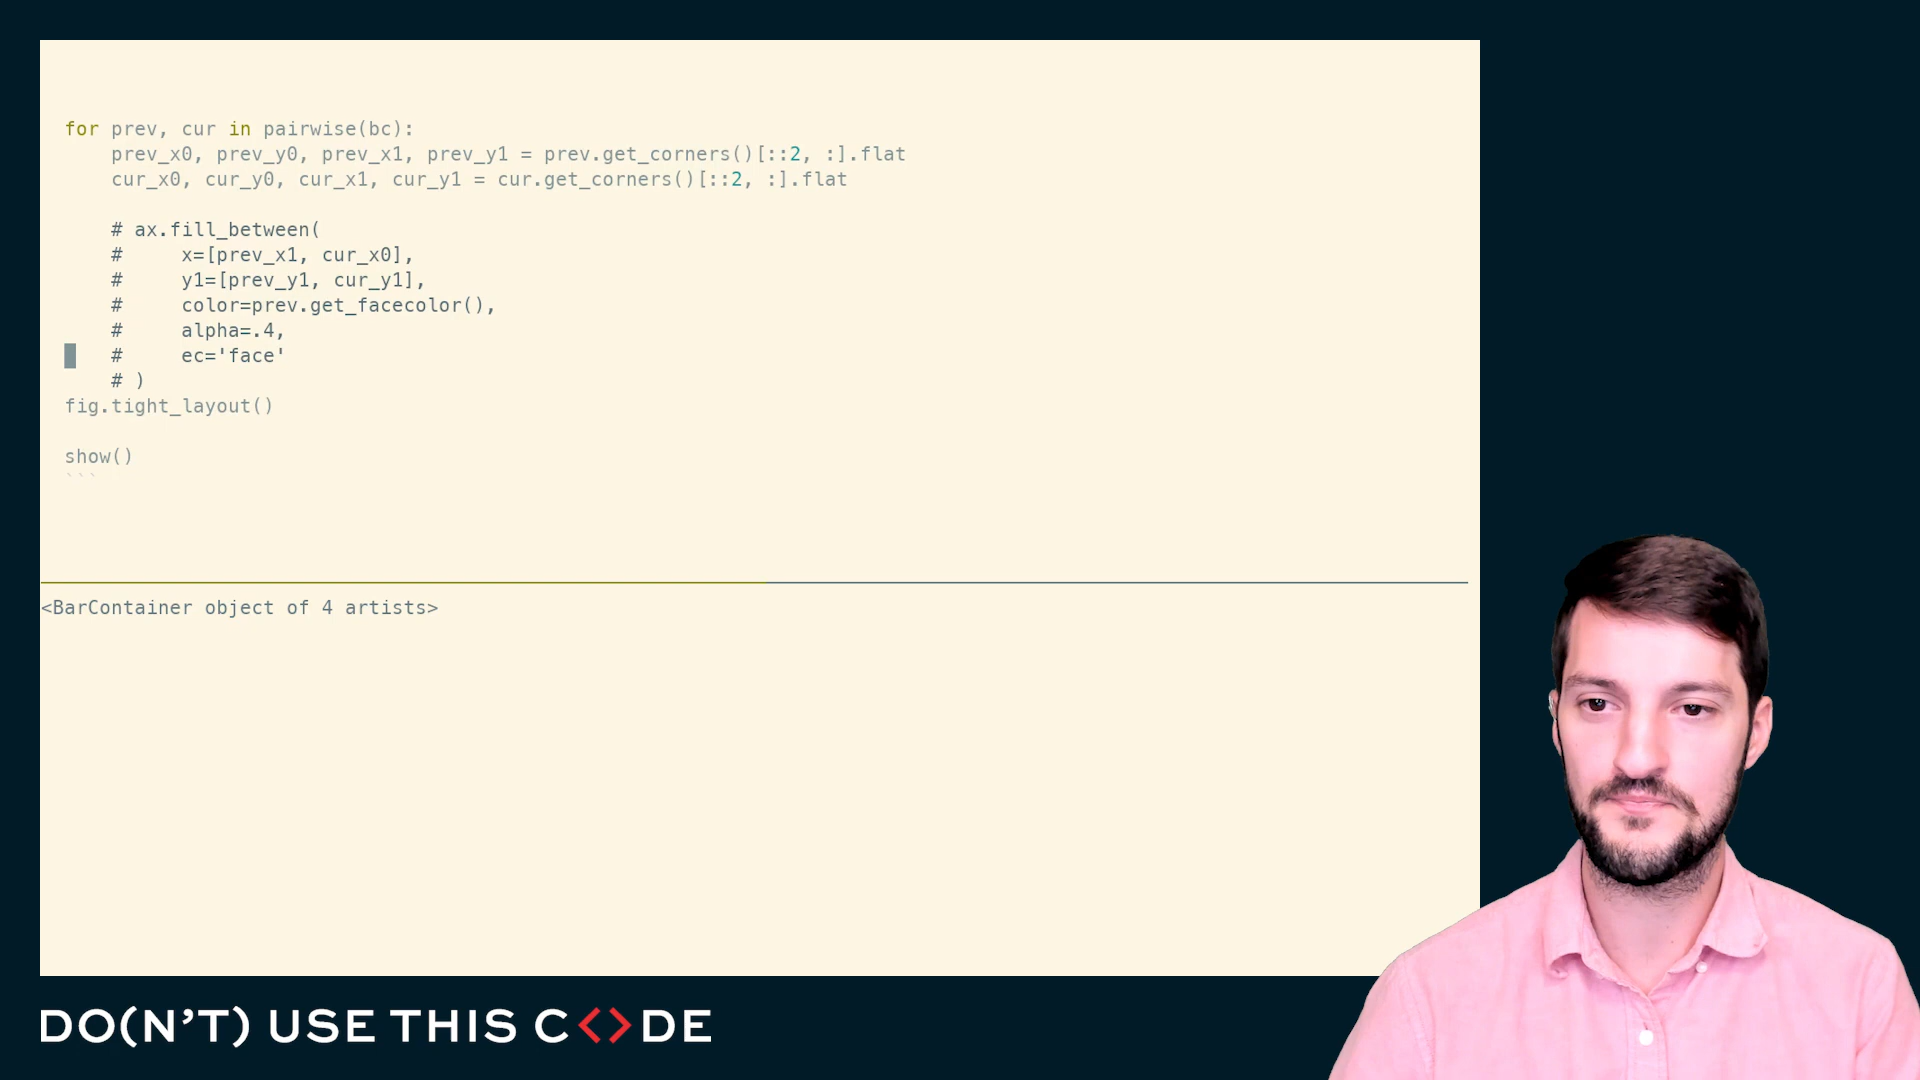 for prev, cur in pairwise(bc):
    prev_x0, prev_y0, prev_x1, prev_y1 = prev.get_corners()[::2, :].flat
    cur_x0, cur_y0, cur_x1, cur_y1 = cur.get_corners()[::2, :].flat
    # ax.fill_between(
    #     x=[prev_x1, cur_x0],
    #     y1=[prev_y1, cur_y1],
    #     color=prev.get_facecolor(),
    #     alpha=.4,
    #     ec='face'
    # )
fig.tight_layout()
show()
```
<BarContainer object of 4 artists>
DO(N'T) USE THIS C<>DE